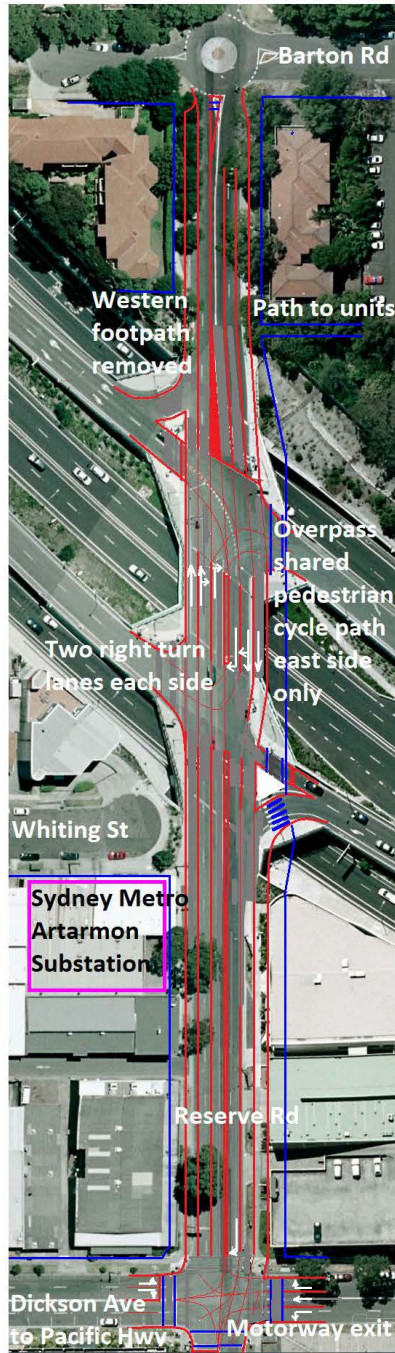 Barton Rd
Western
footpath
removed
Path to units
Overpass
shared
pedestrian
cycle path
east side
only
Two right turn
lanes each side
Whiting St
Sydney Metro
Artarmon
Substation
Reserve Rd
Dickson Ave
to Pacific Hwy
Motorway exit